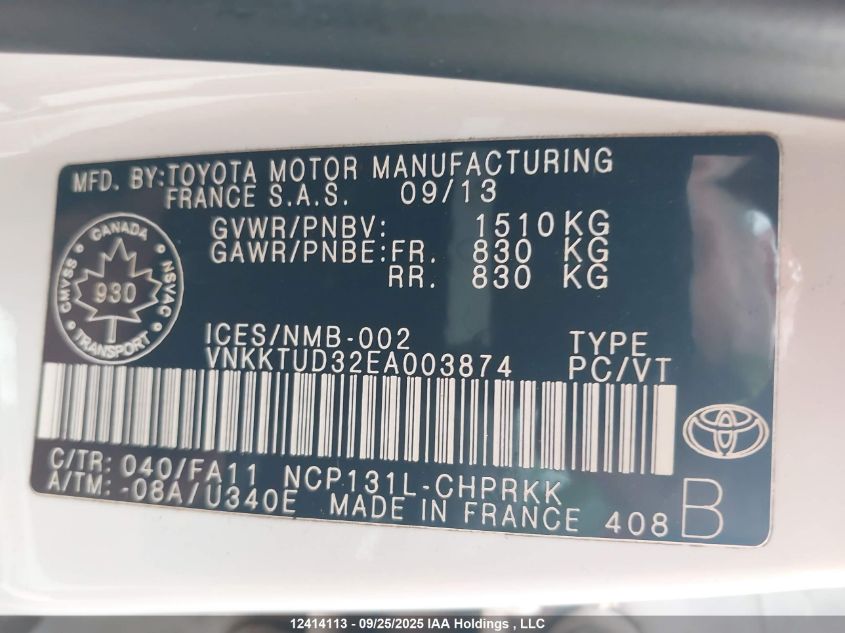 MFD. BY:TOYOTA MOTOR MANUFACTURING
FRANCE S.A.S. 09/13
GVWR/PNBV: 1510KG
GAWR/PNBE:FR. 830 KG
RR. 830 KG
CANADA
CMVSS 930 NSVAC
TRANSPORT
ICES/NMB-002 TYPE
VNKKTUD32EA003874 PC/VT
C/TR: 040/FA11 NCP131L-CHPRKK
A/TM: -08A/U340E MADE IN FRANCE 408 B
12414113 - 09/25/2025 IAA Holdings , LLC